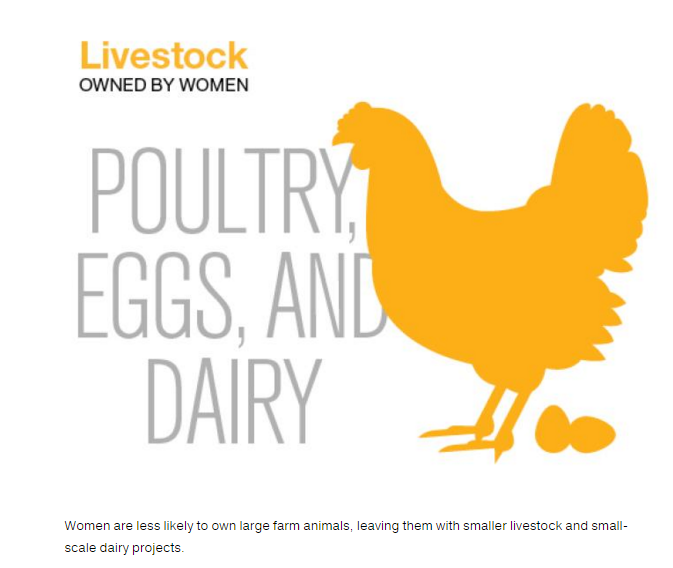 Livestock
OWNED BY WOMEN
POULTRY,
EGGS, AND
DAIRY
Women are less likely to own large farm animals, leaving them with smaller livestock and small-
scale dairy projects.